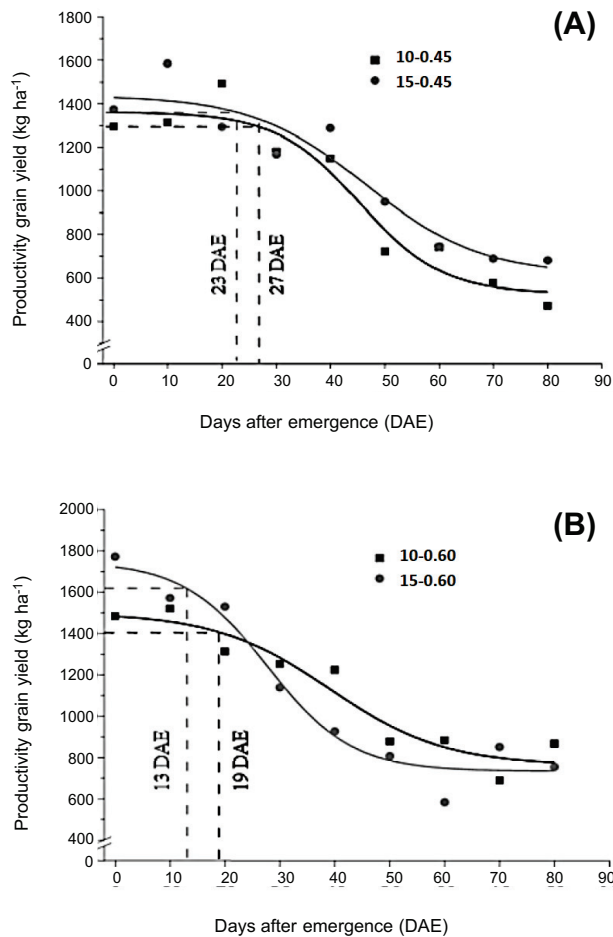 (A)
1800
1600
1400
1200
1000
800
600
400
0
Productivity grain yield (kg ha-1)
10-0.45
15-0.45
23 DAE
27 DAE
0 10 20 30 40 50 60 70 80 90
Days after emergence (DAE)
(B)
2000
1800
1600
1400
1200
1000
800
600
400
0
Productivity grain yield (kg ha-1)
10-0.60
15-0.60
13 DAE
19 DAE
0 10 20 30 40 50 60 70 80 90
Days after emergence (DAE)